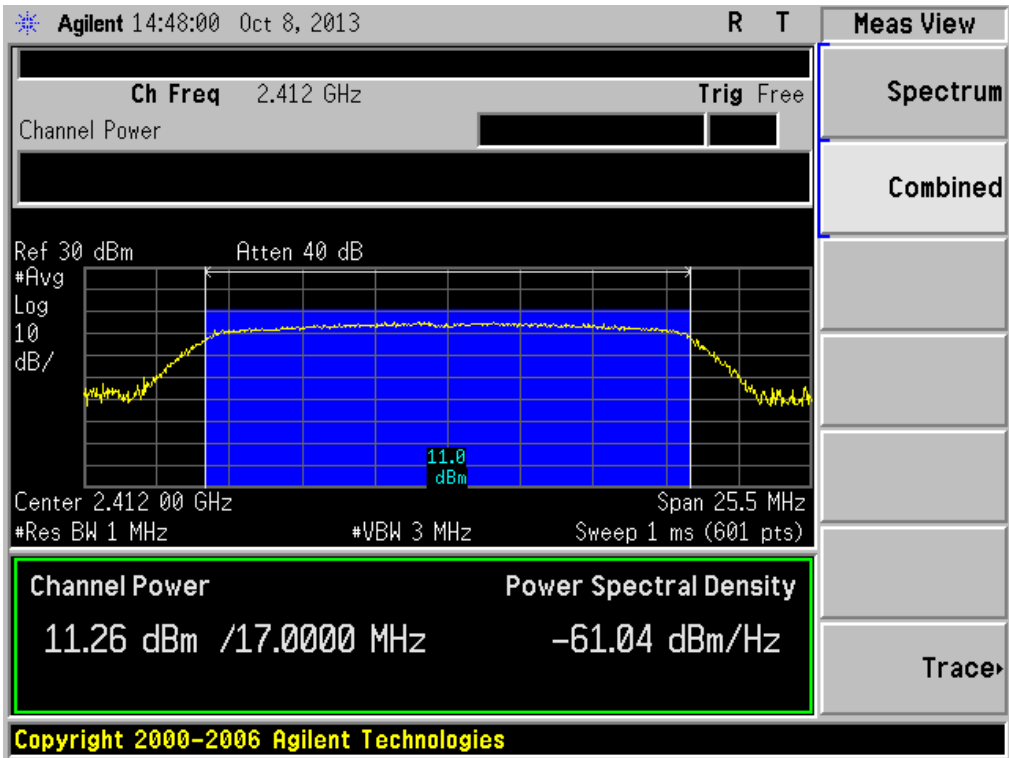 Agilent 14:48:00 Oct 8, 2013 R T
Meas View
Ch Freq 2.412 GHz Trig Free
Channel Power
Spectrum
Combined
Ref 30 dBm Atten 40 dB
#Avg
Log
10
dB/
11.0
dBm
Center 2.412 00 GHz Span 25.5 MHz
#Res BW 1 MHz #VBW 3 MHz Sweep 1 ms (601 pts)
Channel Power Power Spectral Density
11.26 dBm /17.0000 MHz -61.04 dBm/Hz
Trace
Copyright 2000-2006 Agilent Technologies